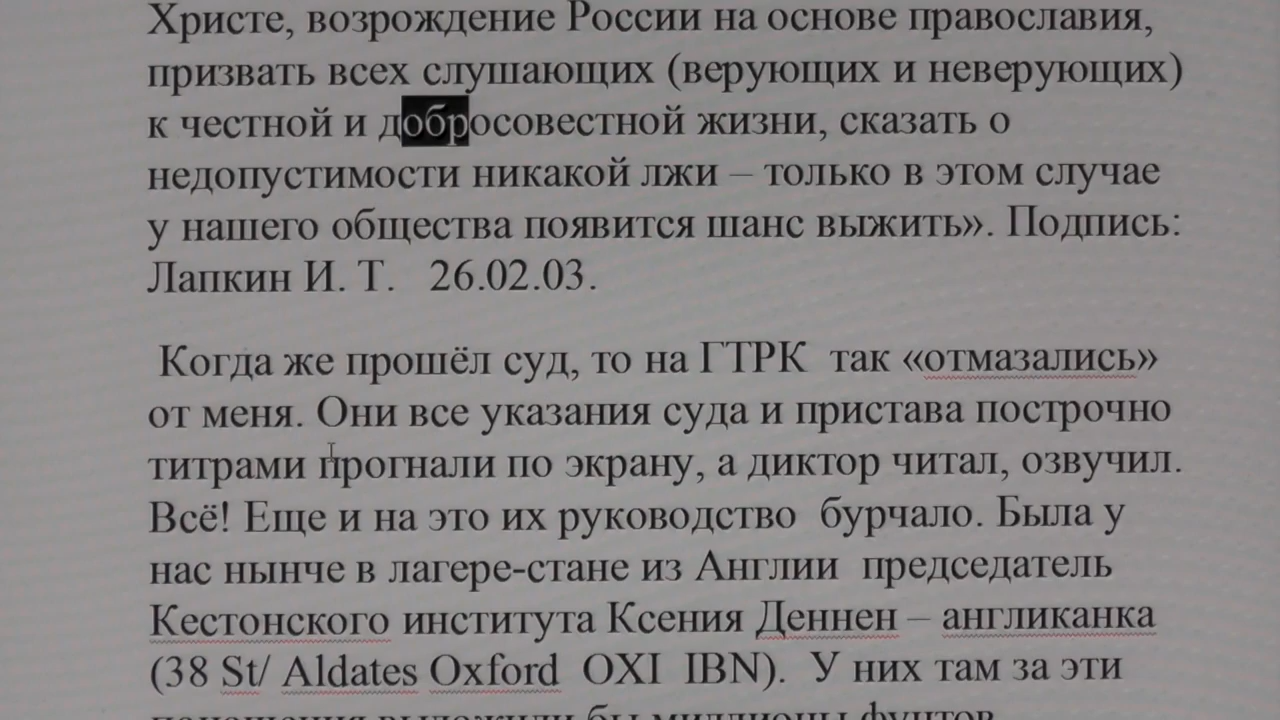 Христе, возрождение России на основе православия,
призвать всех слушающих (верующих и неверующих)
к честной и добросовестной жизни, сказать о
недопустимости никакой лжи – только в этом случае
у нашего общества появится шанс выжить». Подпись:
Лапкин И. Т. 26.02.03.
Когда же прошёл суд, то на ГТРК так «отмазались»
от меня. Они все указания суда и пристава построчно
титрами прогнали по экрану, а диктор читал, озвучил.
Всё! Еще и на это их руководство бурчало. Была у
нас нынче в лагере-стане из Англии председатель
Кестонского института Ксения Деннен – англиканка
(38 St/ Aldates Oxford OXI IBN). У них там за эти
выложили бы миллионы фунтов